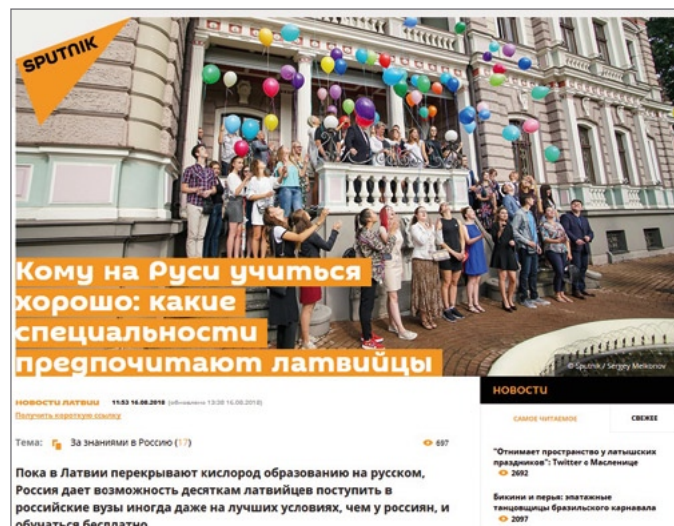 SPUTNIK
Кому на Руси учиться
хорошо: какие
специальности
предпочитают латвийцы
© Sputnik / Sergey Melkonov
НОВОСТИ ЛАТВИИ 11:53 16.08.2018 (обновлено 13:38 16.08.2018)
Получить короткую ссылку
Тема: За знаниями в Россию (17) 697
Пока в Латвии перекрывают кислород образованию на русском,
Россия дает возможность десяткам латвийцев поступить в
российские вузы иногда даже на лучших условиях, чем у россиян, и
обучаться бесплатно
НОВОСТИ
САМОЕ ЧИТАЕМОЕ СВЕЖЕЕ
"Отнимает пространство у латышских
праздников": Twitter о Масленице
2692
Бикини и перья: эпатажные
танцовщицы бразильского карнавала
2097